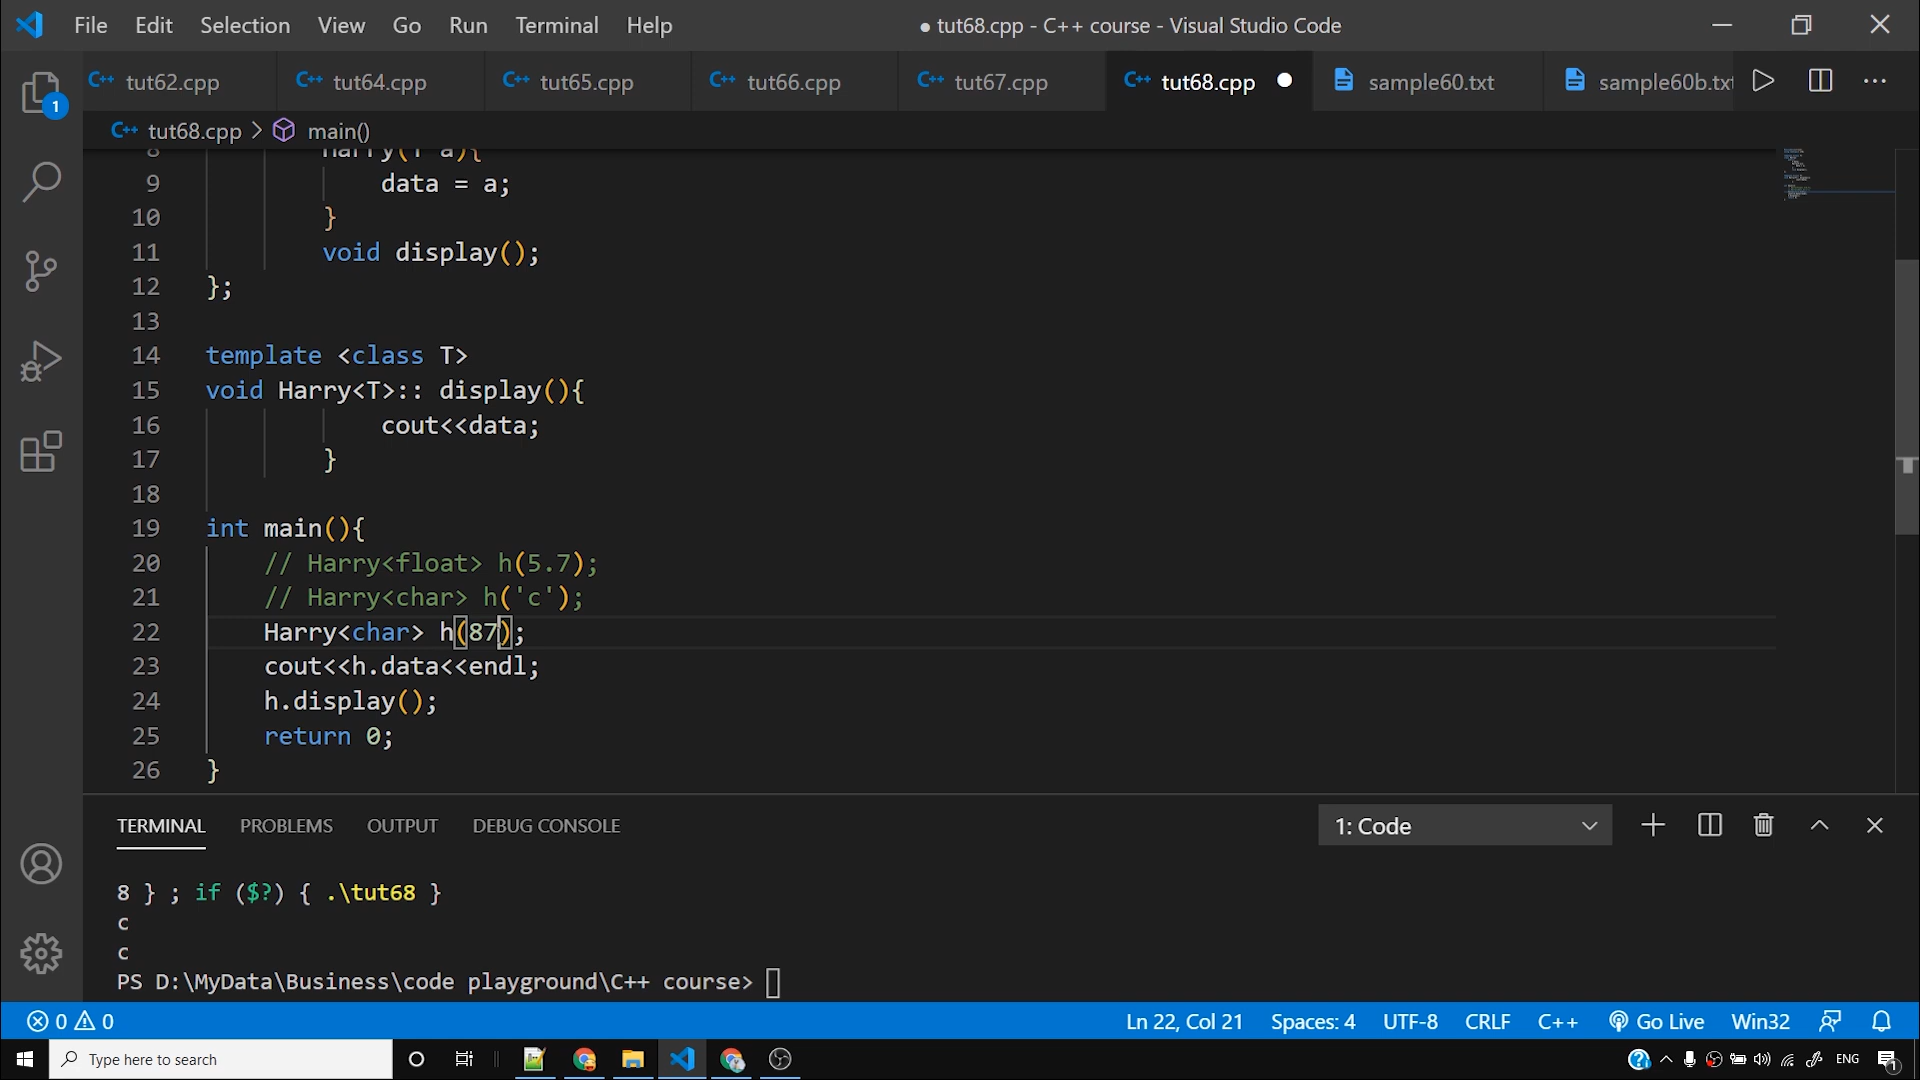 File Edit Selection View Go Run Terminal Help ● tut68.cpp - C++ course - Visual Studio Code
C++ tut62.cpp C++ tut64.cpp C++ tut65.cpp C++ tut66.cpp C++ tut67.cpp C++ tut68.cpp sample60.txt sample60b.txt
C++ tut68.cpp > main()
8 Harry(T a){
9 data = a;
10 }
11 void display();
12 };
13
14 template <class T>
15 void Harry<T>:: display(){
16 cout<<data;
17 }
18
19 int main(){
20 // Harry<float> h(5.7);
21 // Harry<char> h('c');
22 Harry<char> h(87);
23 cout<<h.data<<endl;
24 h.display();
25 return 0;
26 }
TERMINAL PROBLEMS OUTPUT DEBUG CONSOLE 1: Code
8 } ; if ($?) { .\tut68 }
c
c
PS D:\MyData\Business\code playground\C++ course>
0 0 Ln 22, Col 21 Spaces: 4 UTF-8 CRLF C++ Go Live Win32
Type here to search ENG 1